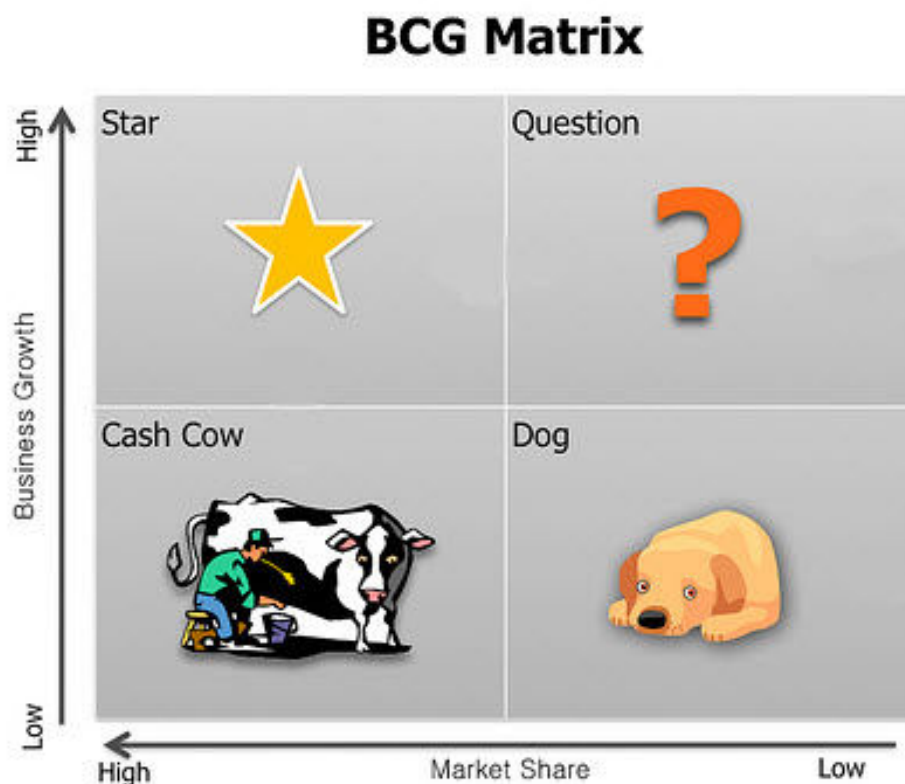 BCG Matrix
High
Star
Question
Business Growth
Cash Cow
Dog
Low
High
Market Share
Low